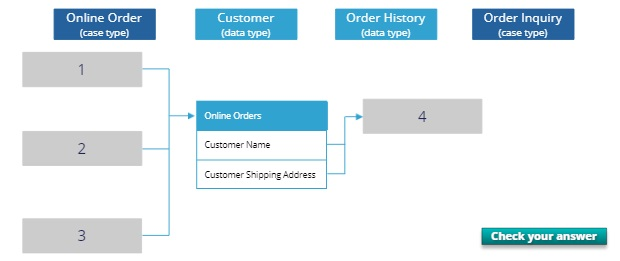 Online Order
(case type)
Customer
(data type)
Order History
(data type)
Order Inquiry
(case type)
1
Online Orders
4
2
Customer Name
Customer Shipping Address
3
Check your answer